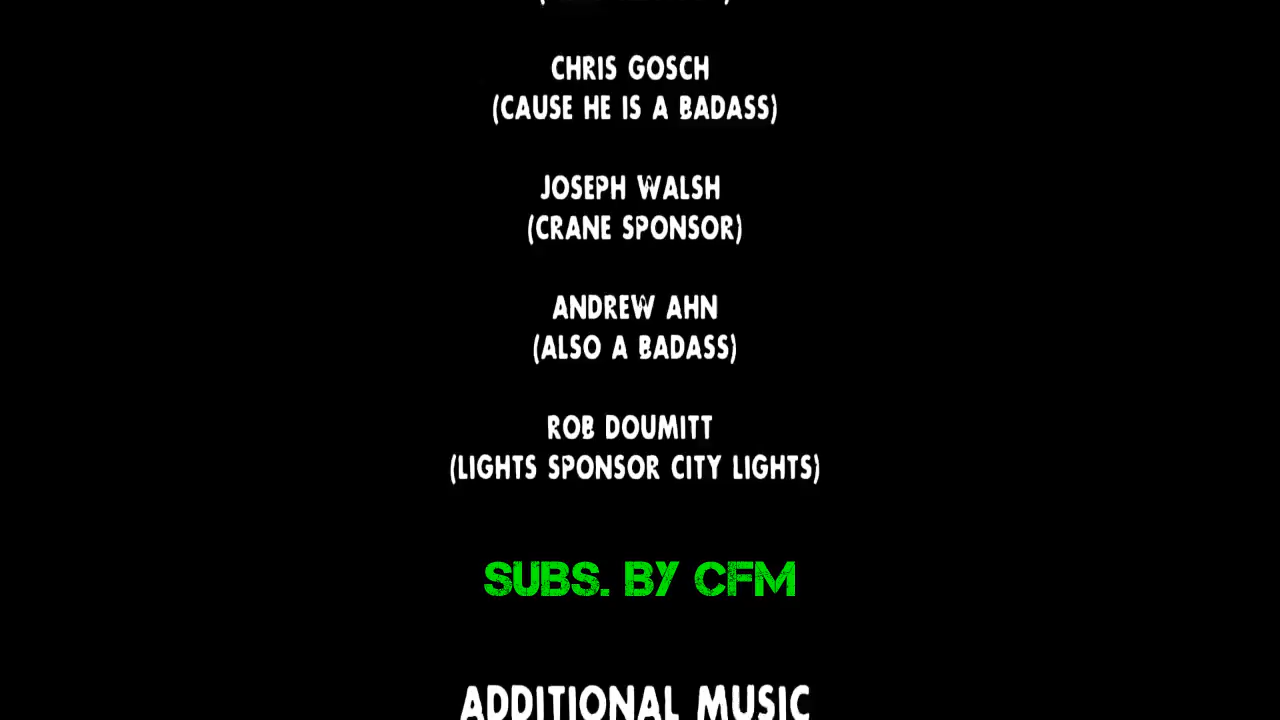 CHRIS GOSCH
(CAUSE HE IS A BADASS)
JOSEPH WALSH
(CRANE SPONSOR)
ANDREW AHN
(ALSO A BADASS)
ROB DOUMITT
(LIGHTS SPONSOR CITY LIGHTS)
SUBS. BY CFM
ADDITIONAL MUSIC